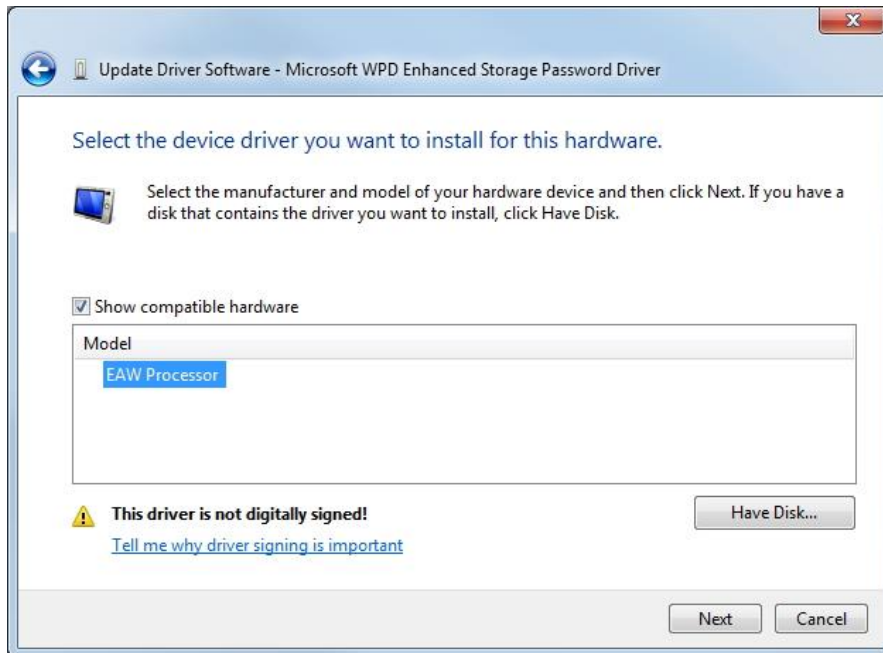 Update Driver Software - Microsoft WPD Enhanced Storage Password Driver
Select the device driver you want to install for this hardware.
Select the manufacturer and model of your hardware device and then click Next. If you have a
disk that contains the driver you want to install, click Have Disk.
Show compatible hardware
Model
EAW Processor
This driver is not digitally signed!
Have Disk...
Tell me why driver signing is important
Next
Cancel